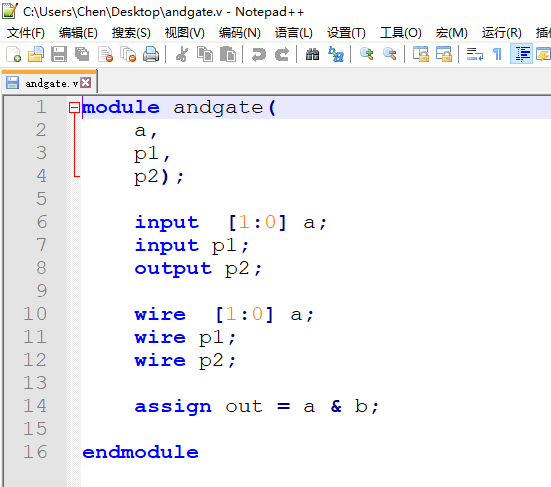 C:\Users\Chen\Desktop\andgate.v - Notepad++
文件(F) 编辑(E) 搜索(S) 视图(V) 编码(N) 语言(L) 设置(T) 工具(O) 宏(M) 运行(R) 插
andgate.v
1 module andgate(
2 a,
3 p1,
4 p2);
5
6 input [1:0] a;
7 input p1;
8 output p2;
9
10 wire [1:0] a;
11 wire p1;
12 wire p2;
13
14 assign out = a & b;
15
16 endmodule